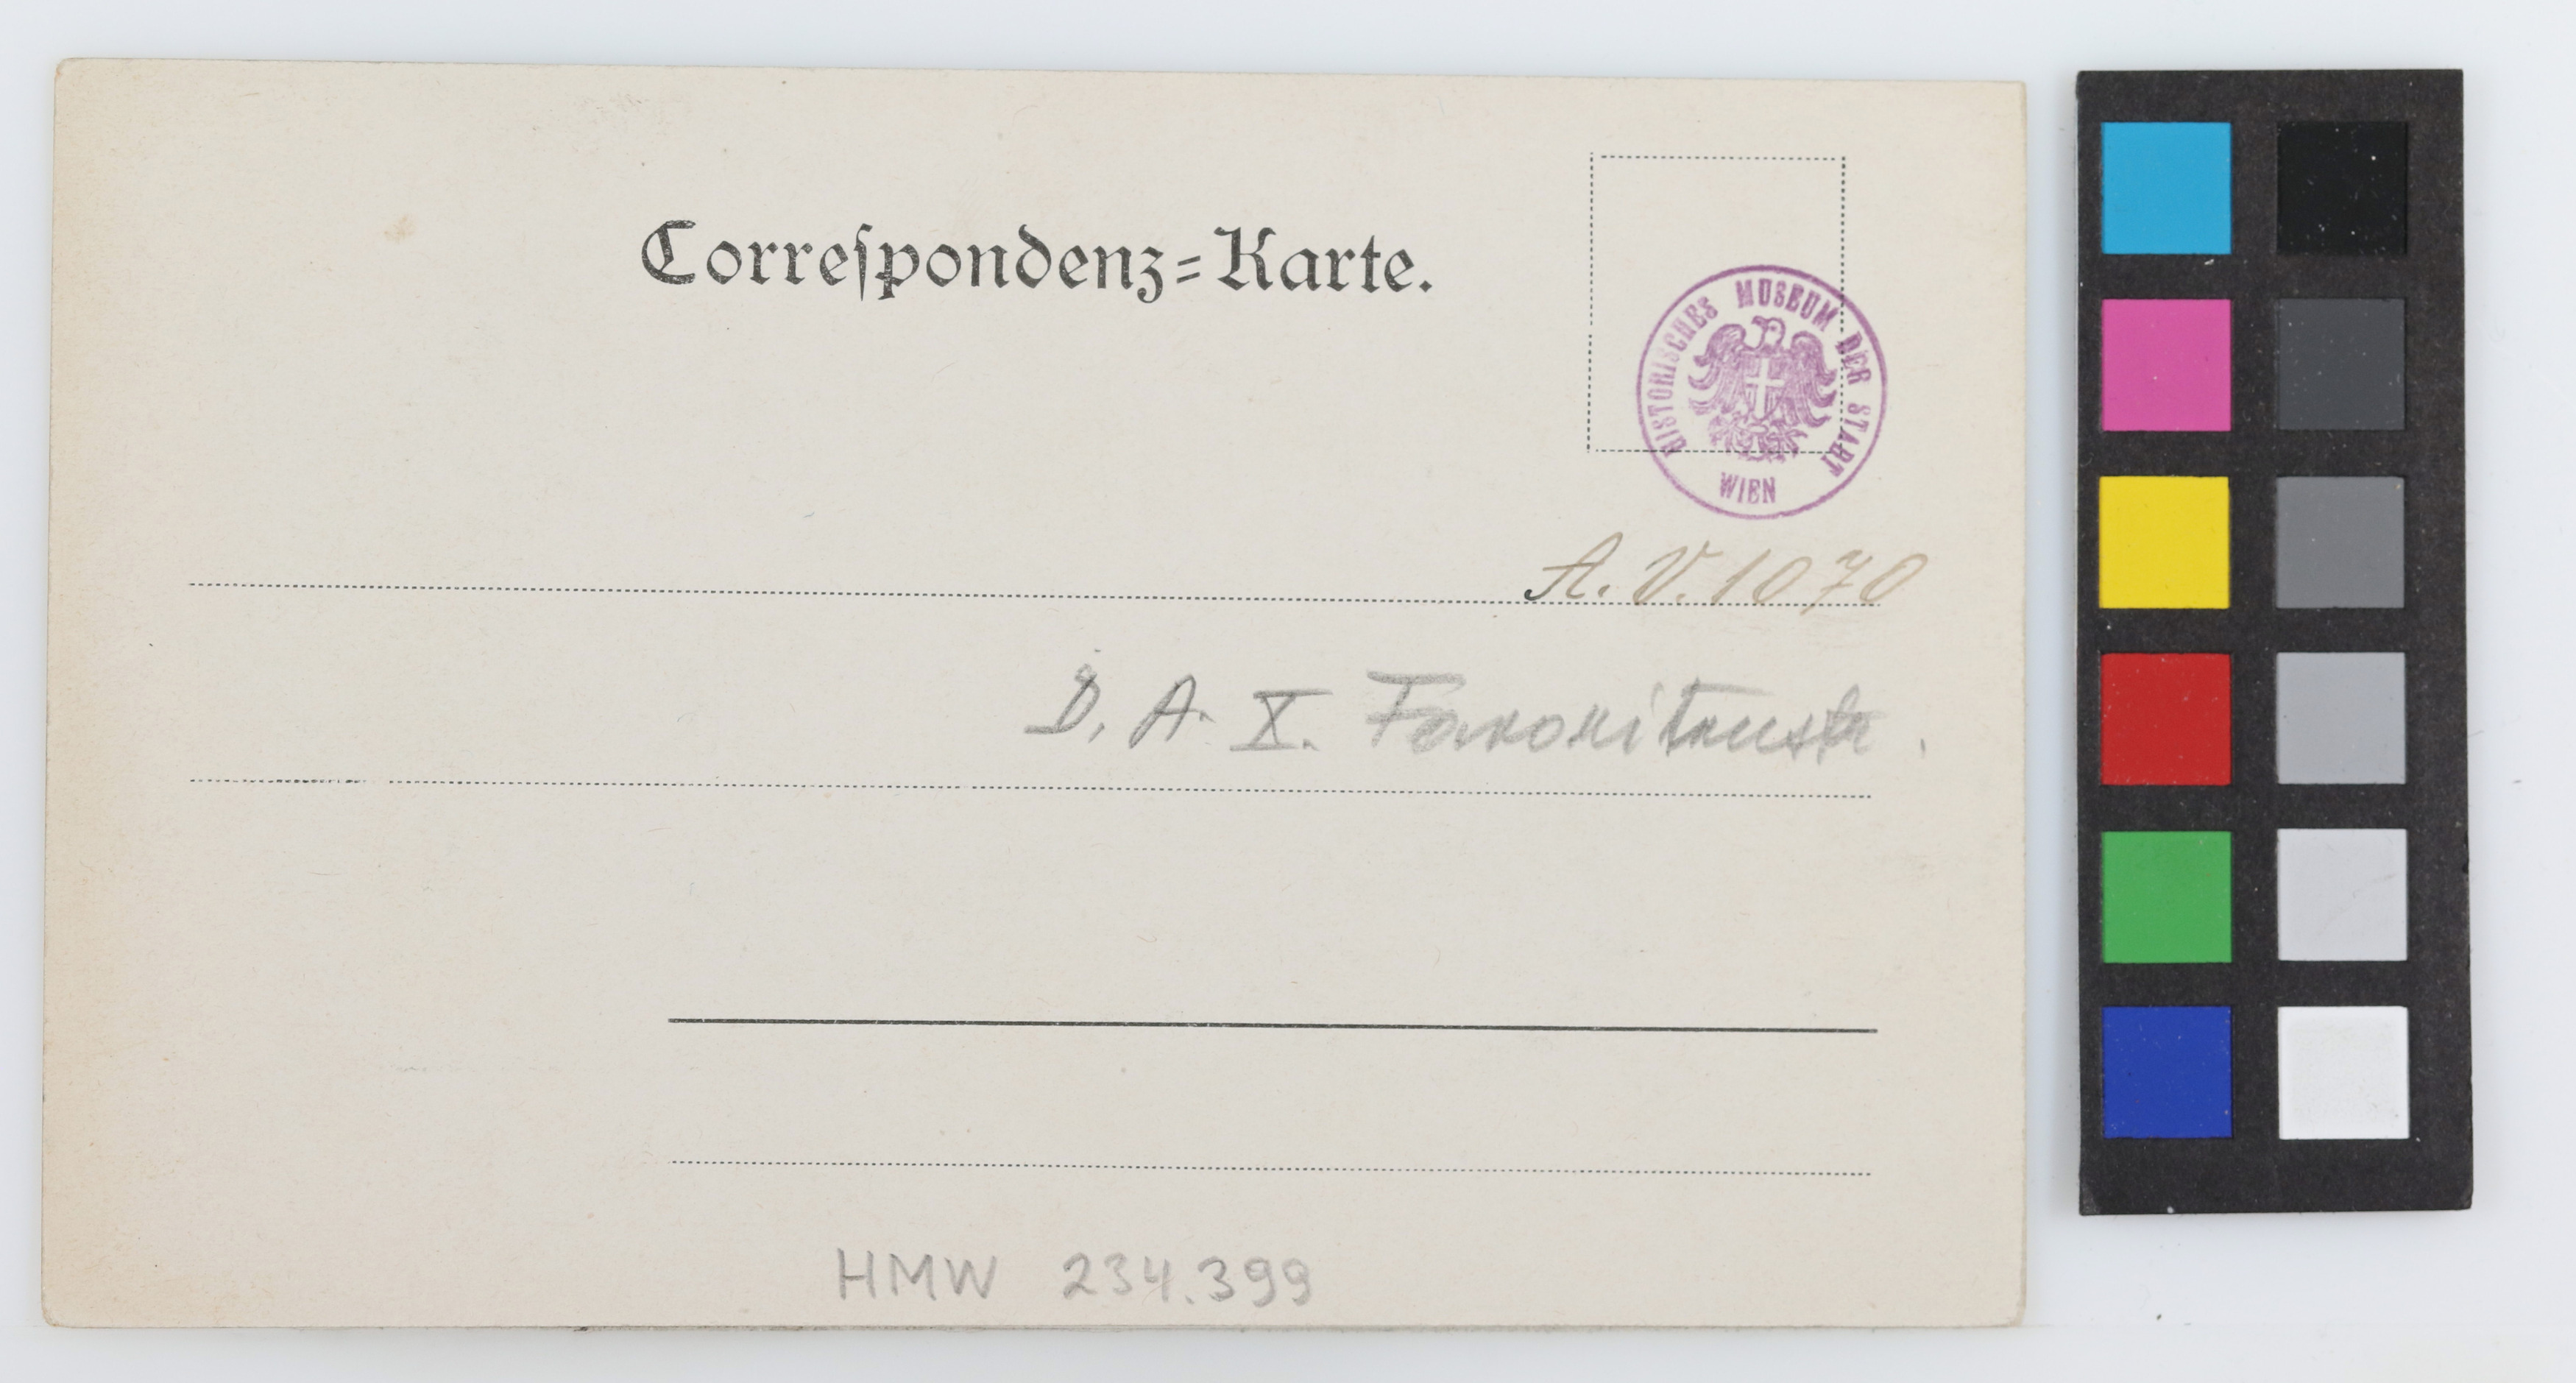 Correſpondenz=Karte.
HISTORISCHES MUSEUM DER STADT
WIEN
A. V. 1070
D. A. X. Favoritenstr.
HMW 234.399